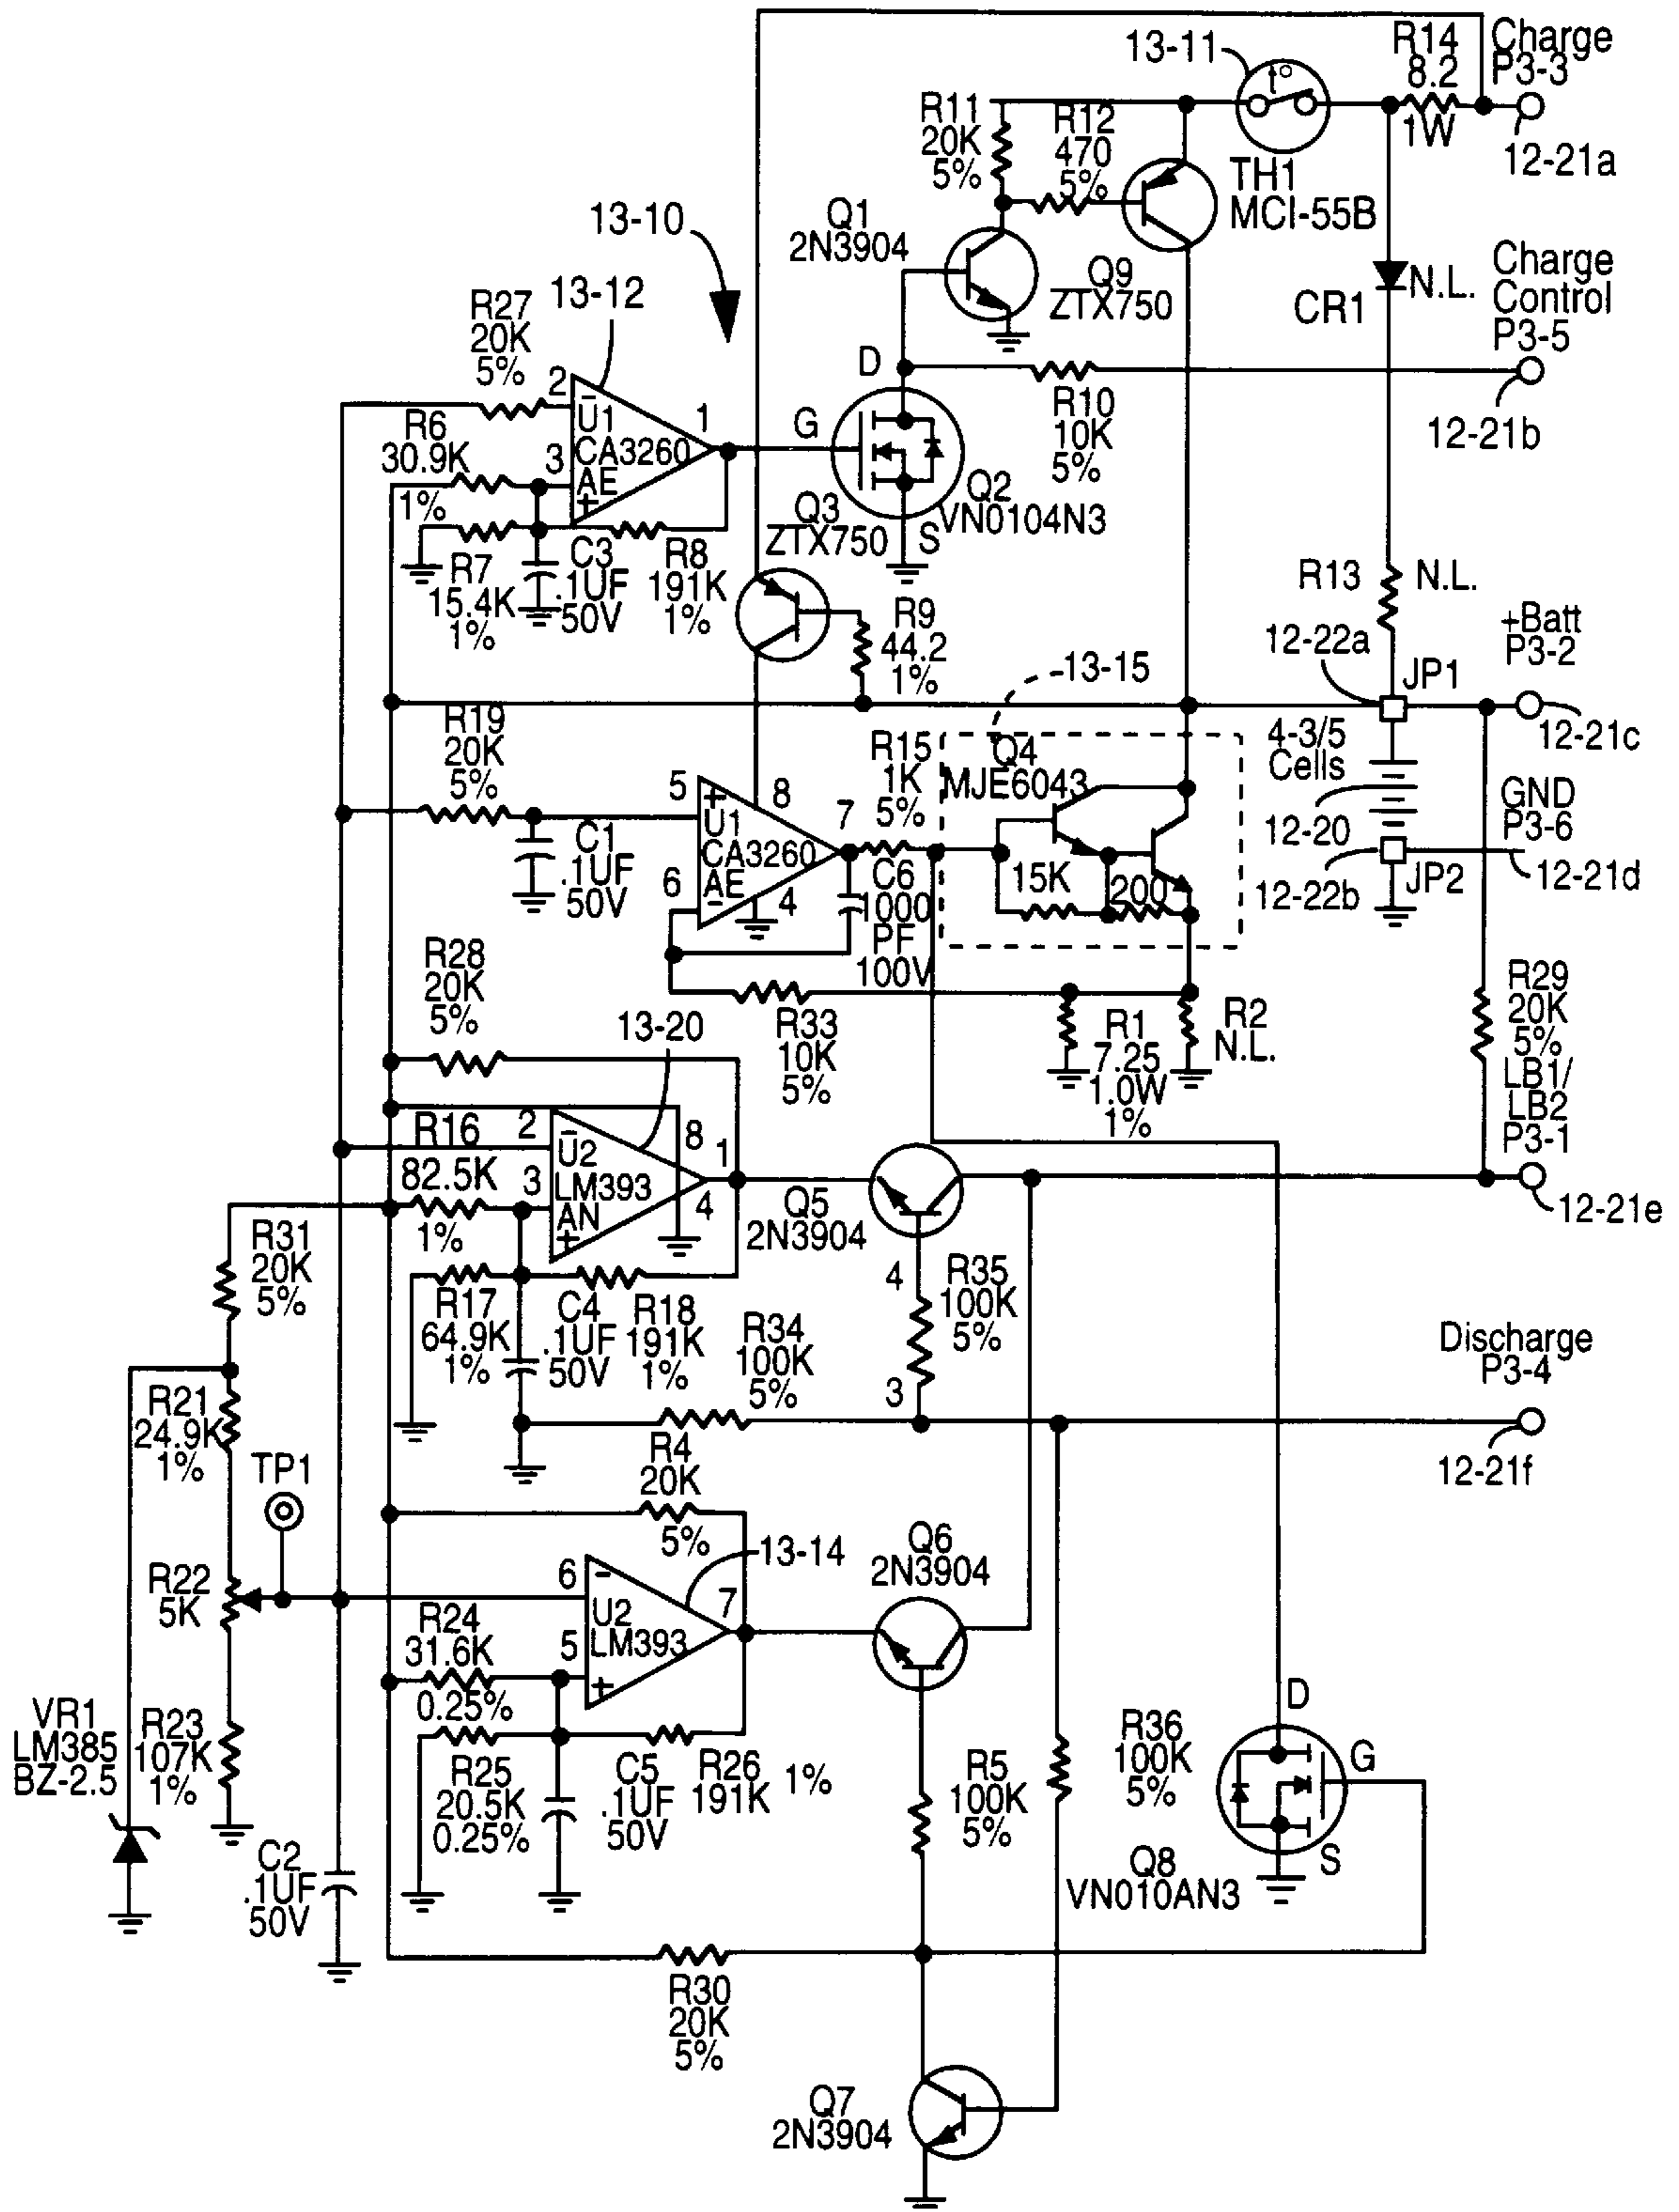 13-11
R14
8.2
1W
Charge
P3-3
12-21a
R11
20K
5%
R12
470
5%
TH1
MCI-55B
13-10
Q1
2N3904
Q9
ZTX750
CR1
N.L.
Charge
Control
P3-5
12-21b
R27
20K
5%
13-12
2
U1
CA3260
AE
3
+
-
1
R6
30.9K
1%
R7
15.4K
1%
C3
.1UF
50V
R8
191K
1%
D
G
S
Q2
VN0104N3
R10
10K
5%
Q3
ZTX750
R9
44.2
1%
R13
N.L.
12-22a
JP1
+Batt
P3-2
12-21c
13-15
R19
20K
5%
C1
.1UF
50V
5
+
U1
CA3260
AE
-
6
8
7
4
R15
1K
5%
C6
1000
PF
100V
Q4
MJE6043
15K
200
4-3/5
Cells
12-20
12-22b
JP2
GND
P3-6
12-21d
R28
20K
5%
13-20
R33
10K
5%
R1
7.25
1.0W
1%
R2
N.L.
R29
20K
5%
LB1/
LB2
P3-1
12-21e
R16
82.5K
1%
2
-
U2
LM393
AN
+
3
8
1
4
Q5
2N3904
R31
20K
5%
R17
64.9K
1%
C4
.1UF
50V
R18
191K
1%
R34
100K
5%
4
R35
100K
5%
3
Discharge
P3-4
12-21f
R21
24.9K
1%
TP1
R4
20K
5%
13-14
Q6
2N3904
R22
5K
6
-
U2
LM393
5
+
7
R24
31.6K
0.25%
VR1
LM385
BZ-2.5
R23
107K
1%
R25
20.5K
0.25%
C5
.1UF
50V
R26
191K
1%
R5
100K
5%
R36
100K
5%
D
G
S
Q8
VN010AN3
C2
.1UF
50V
R30
20K
5%
Q7
2N3904